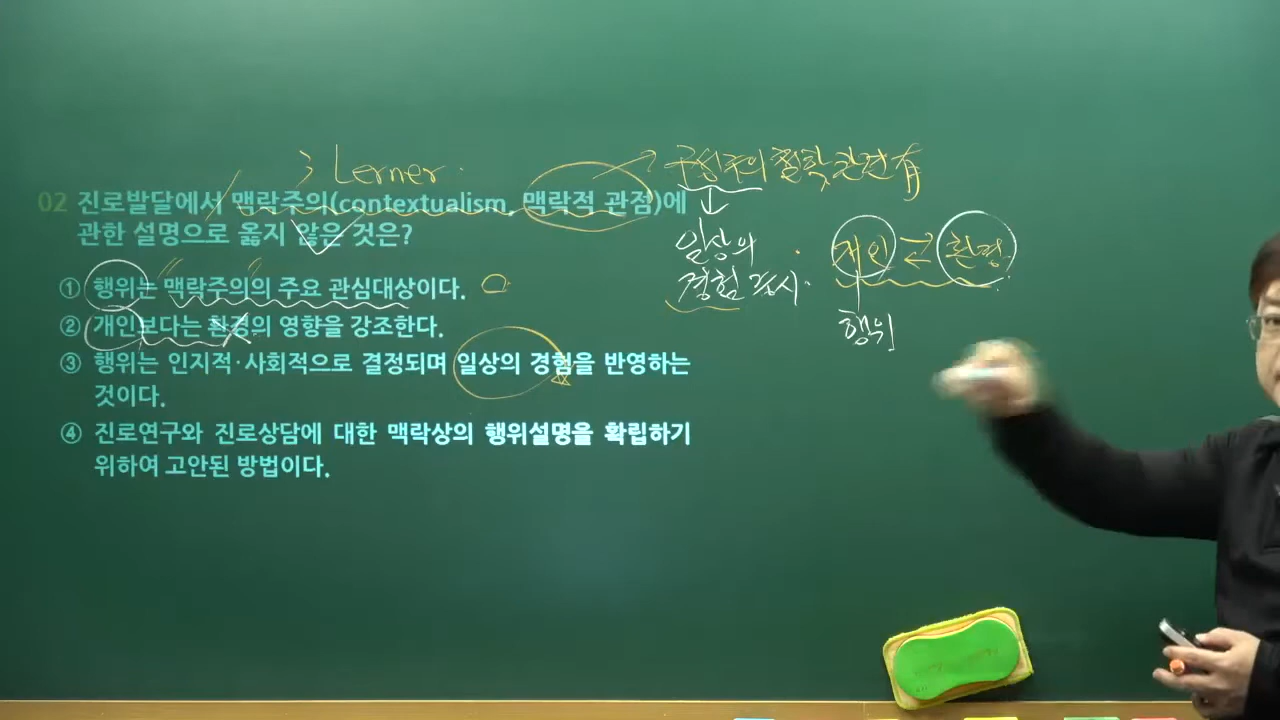 Lerner.
구성주의 철학 관련 有
02 진로발달에서 맥락주의(contextualism, 맥락적 관점)에
관한 설명으로 옳지 않은 것은?
① 행위는 맥락주의의 주요 관심대상이다.
② 개인보다는 환경의 영향을 강조한다.
③ 행위는 인지적·사회적으로 결정되며 일상의 경험을 반영하는
것이다.
④ 진로연구와 진로상담에 대한 맥락상의 행위설명을 확립하기
위하여 고안된 방법이다.
일상의
경험 중시.
개인 ⇄ 환경.
행위